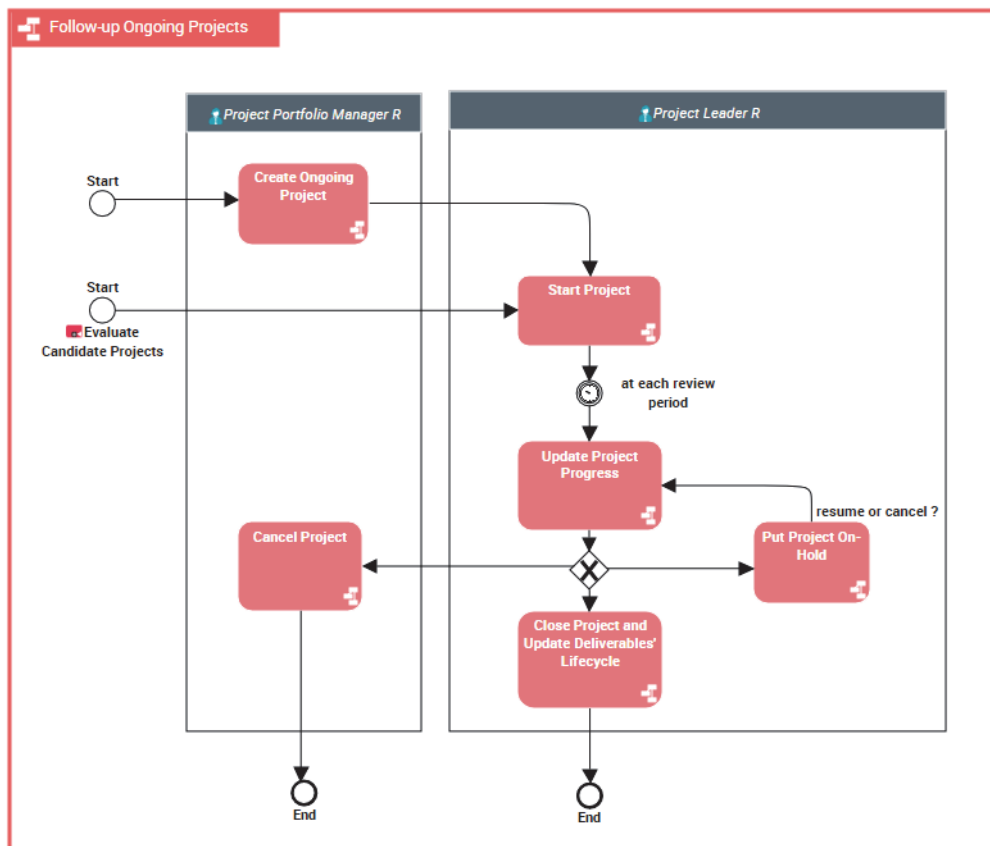 Follow-up Ongoing Projects
Project Portfolio Manager R
Project Leader R
Start
Create Ongoing
Project
Start
Evaluate
Candidate Projects
Start Project
at each review
period
Update Project
Progress
resume or cancel ?
Cancel Project
Put Project On-
Hold
Close Project and
Update Deliverables'
Lifecycle
End
End